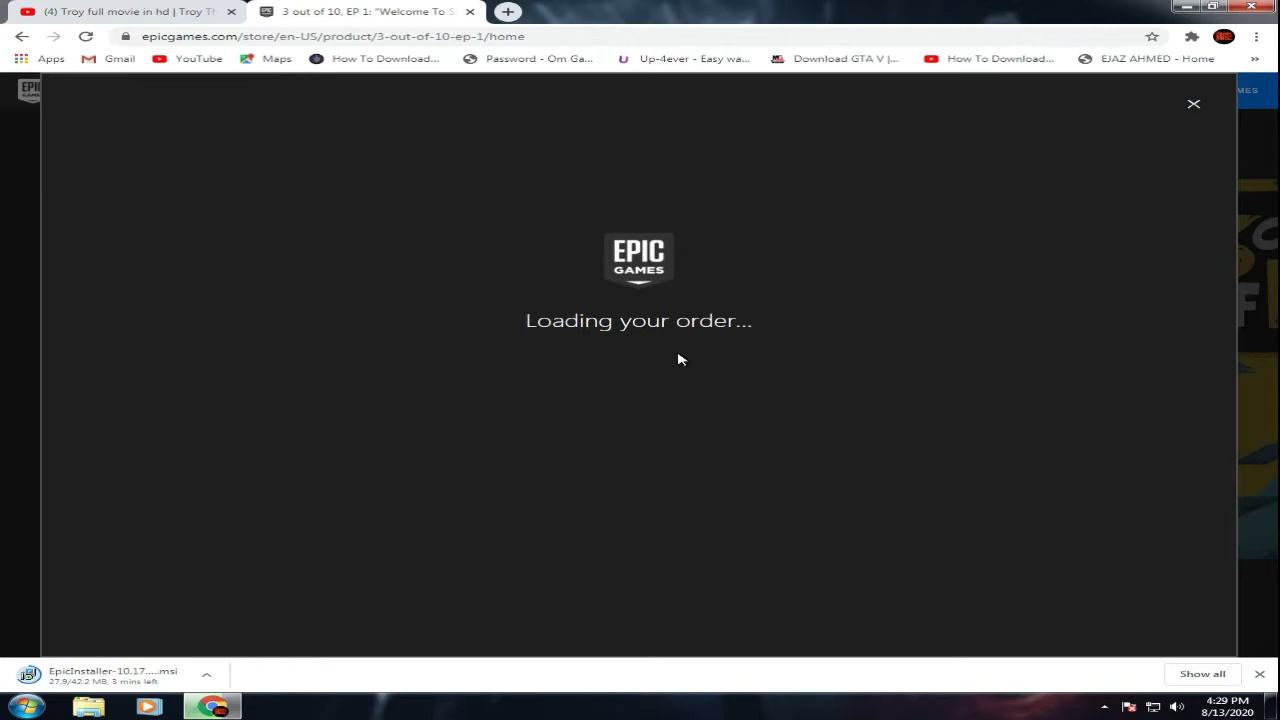 (4) Troy full movie in hd | Troy Th
3 out of 10, EP 1: "Welcome To S
epicgames.com/store/en-US/product/3-out-of-10-ep-1/home
Apps
Gmail
YouTube
Maps
How To Download...
Password - Om Ga...
Up-4ever - Easy wa...
Download GTA V |...
How To Download...
EJAZ AHMED - Home
»
EPIC
GAMES
MES
EPIC
GAMES
Loading your order...
EpicInstaller-10.17.....msi
27.9/42.2 MB, 3 mins left
Show all
4:29 PM
8/13/2020